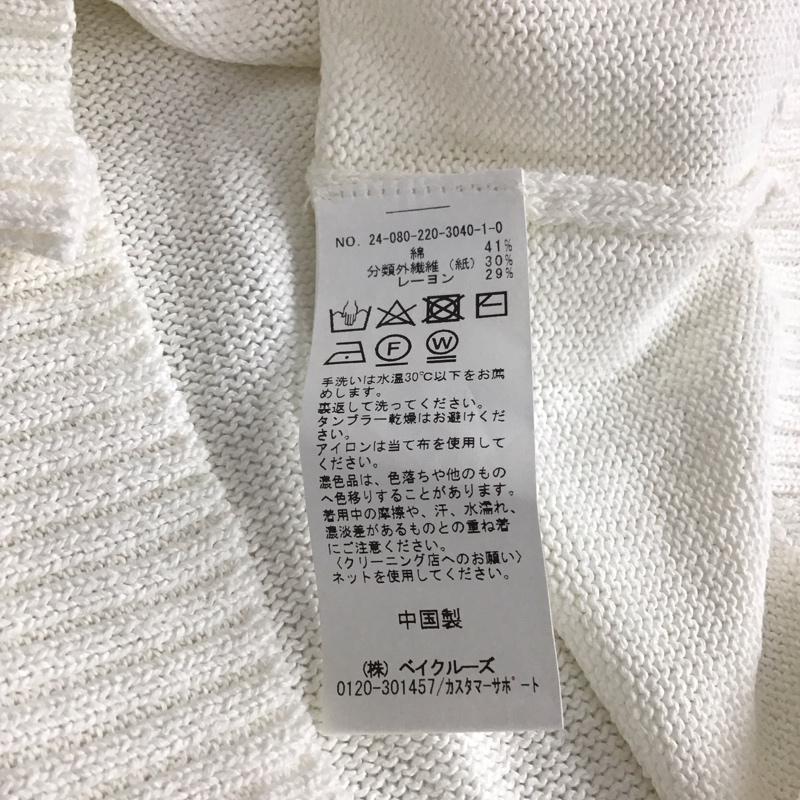 NO. 24-080-220-3040-1-0
綿 41%
分類外繊維（紙）30%
レーヨン 29%
F W
手洗いは水温30℃以下をお薦
めします。
裏返して洗ってください。
タンブラー乾燥はお避けくだ
さい。
アイロンは当て布を使用して
ください。
濃色品は、色落ちや他のもの
へ色移りすることがあります。
着用中の摩擦や、汗、水濡れ、
濃淡差があるものとの重ね着
にご注意ください。
〈クリーニング店へのお願い〉
ネットを使用してください。
中国製
（株）ベイクルーズ
0120-301457/カスタマーサポート